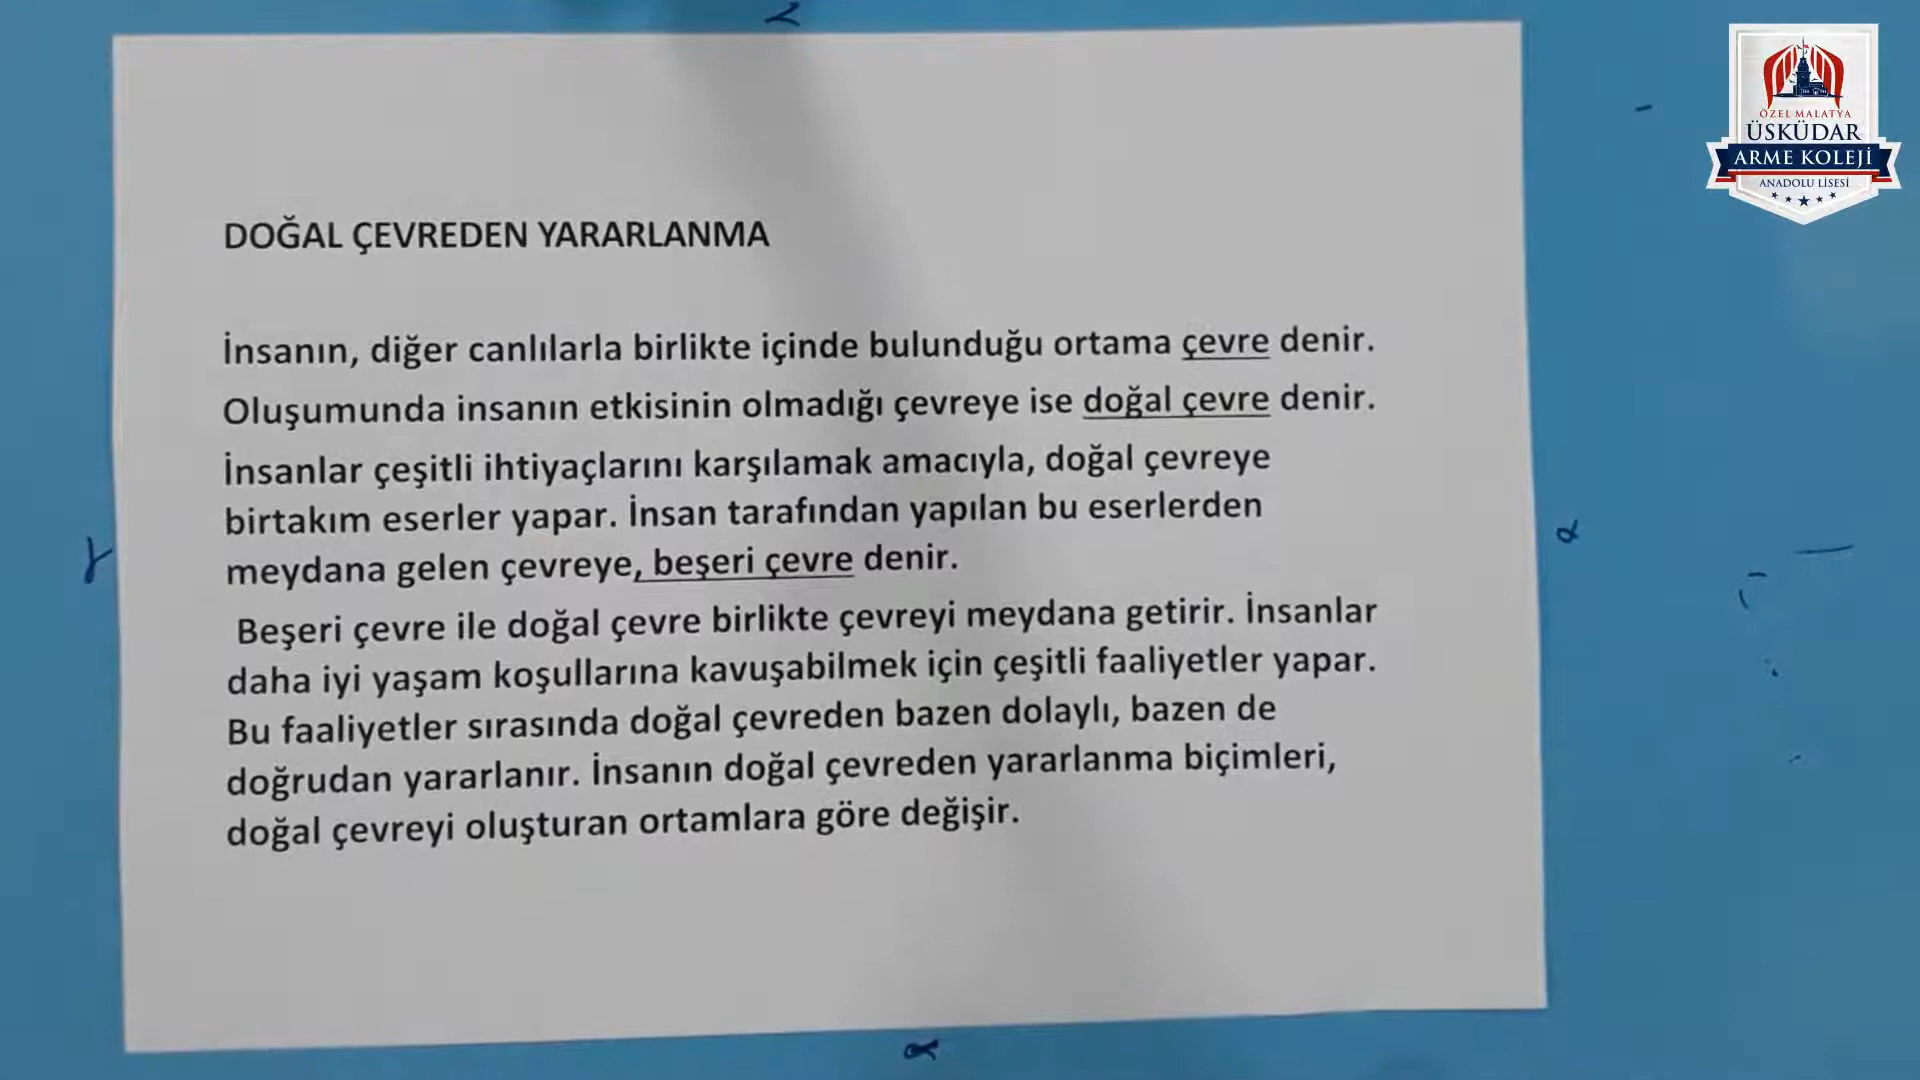 DOĞAL ÇEVREDEN YARARLANMA
İnsanın, diğer canlılarla birlikte içinde bulunduğu ortama çevre denir.
Oluşumunda insanın etkisinin olmadığı çevreye ise doğal çevre denir.
İnsanlar çeşitli ihtiyaçlarını karşılamak amacıyla, doğal çevreye
birtakım eserler yapar. İnsan tarafından yapılan bu eserlerden
meydana gelen çevreye, beşeri çevre denir.
Beşeri çevre ile doğal çevre birlikte çevreyi meydana getirir. İnsanlar
daha iyi yaşam koşullarına kavuşabilmek için çeşitli faaliyetler yapar.
Bu faaliyetler sırasında doğal çevreden bazen dolaylı, bazen de
doğrudan yararlanır. İnsanın doğal çevreden yararlanma biçimleri,
doğal çevreyi oluşturan ortamlara göre değişir.
ÖZEL MALATYA
ÜSKÜDAR
ARME KOLEJİ
ANADOLU LİSESİ